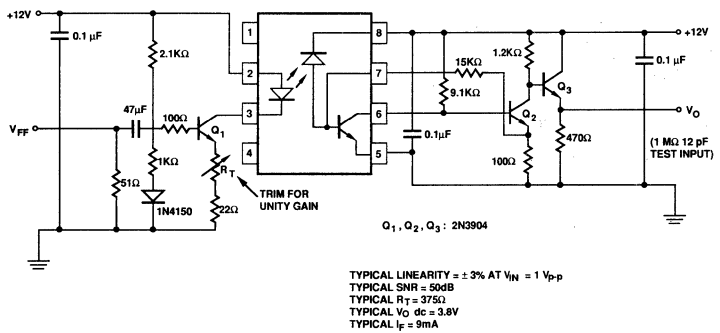 +12V
0.1 µF
2.1KΩ
47µF
100Ω
VFF
Q1
1KΩ
51Ω
1N4150
RT
22Ω
TRIM FOR
UNITY GAIN
1
2
3
4
8
7
6
5
15KΩ
9.1KΩ
0.1µF
1.2KΩ
Q3
Q2
100Ω
470Ω
+12V
0.1 µF
VO
(1 MΩ 12 pF
TEST INPUT)
Q1, Q2, Q3 : 2N3904
TYPICAL LINEARITY = ± 3% AT VIN = 1 Vp-p
TYPICAL SNR = 50dB
TYPICAL RT = 375Ω
TYPICAL VO dc = 3.8V
TYPICAL IF = 9mA